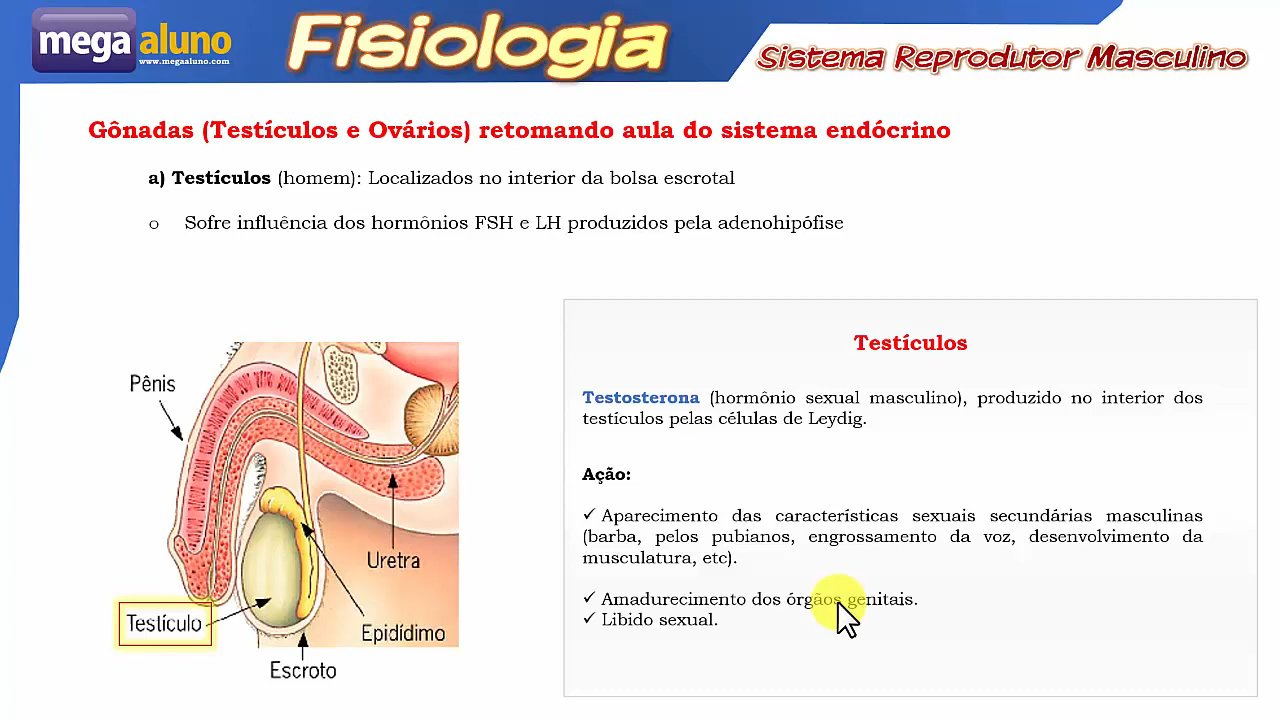 mega aluno
www.megaaluno.com
Fisiologia
Sistema Reprodutor Masculino
Gônadas (Testículos e Ovários) retomando aula do sistema endócrino
a) Testículos (homem): Localizados no interior da bolsa escrotal
o Sofre influência dos hormônios FSH e LH produzidos pela adenohipófise
Pênis
Uretra
Testículo
Epidídimo
Escroto
Testículos
Testosterona (hormônio sexual masculino), produzido no interior dos
testículos pelas células de Leydig.
Ação:
✓ Aparecimento das características sexuais secundárias masculinas
(barba, pelos pubianos, engrossamento da voz, desenvolvimento da
musculatura, etc).
✓ Amadurecimento dos órgãos genitais.
✓ Libido sexual.